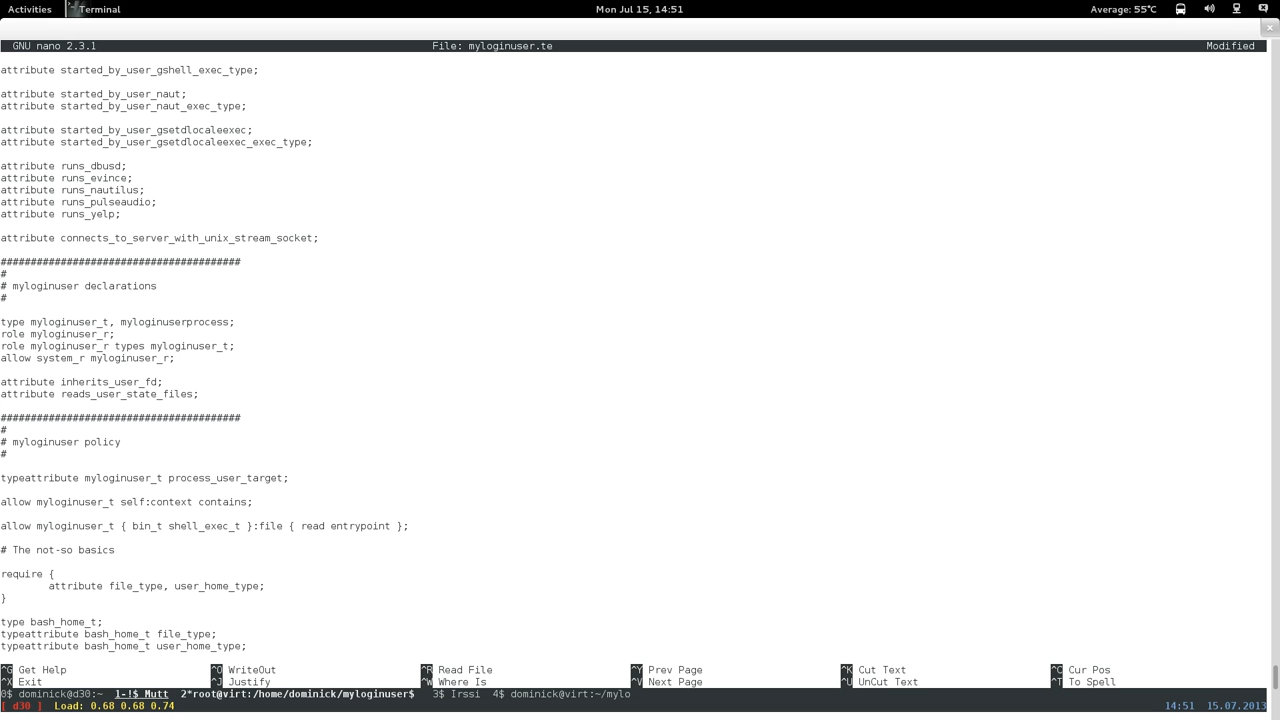 Activities Terminal Mon Jul 15, 14:51 Average: 55°C
GNU nano 2.3.1 File: myloginuser.te Modified
attribute started_by_user_gshell_exec_type;
attribute started_by_user_naut;
attribute started_by_user_naut_exec_type;
attribute started_by_user_gsetdlocaleexec;
attribute started_by_user_gsetdlocaleexec_exec_type;
attribute runs_dbusd;
attribute runs_evince;
attribute runs_nautilus;
attribute runs_pulseaudio;
attribute runs_yelp;
attribute connects_to_server_with_unix_stream_socket;
########################################
#
# myloginuser declarations
#
type myloginuser_t, myloginuserprocess;
role myloginuser_r;
role myloginuser_r types myloginuser_t;
allow system_r myloginuser_r;
attribute inherits_user_fd;
attribute reads_user_state_files;
########################################
#
# myloginuser policy
#
typeattribute myloginuser_t process_user_target;
allow myloginuser_t self:context contains;
allow myloginuser_t { bin_t shell_exec_t }:file { read entrypoint };
# The not-so basics
require {
attribute file_type, user_home_type;
}
type bash_home_t;
typeattribute bash_home_t file_type;
typeattribute bash_home_t user_home_type;
^G Get Help ^O WriteOut ^R Read File ^Y Prev Page ^K Cut Text ^C Cur Pos
^X Exit ^J Justify ^W Where Is ^V Next Page ^U UnCut Text ^T To Spell
0$ dominick@d30:~ 1-!$ Mutt 2*root@virt:/home/dominick/myloginuser$ 3$ Irssi 4$ dominick@virt:~/mylo
[ d30 ] Load: 0.68 0.68 0.74 14:51 15.07.2013